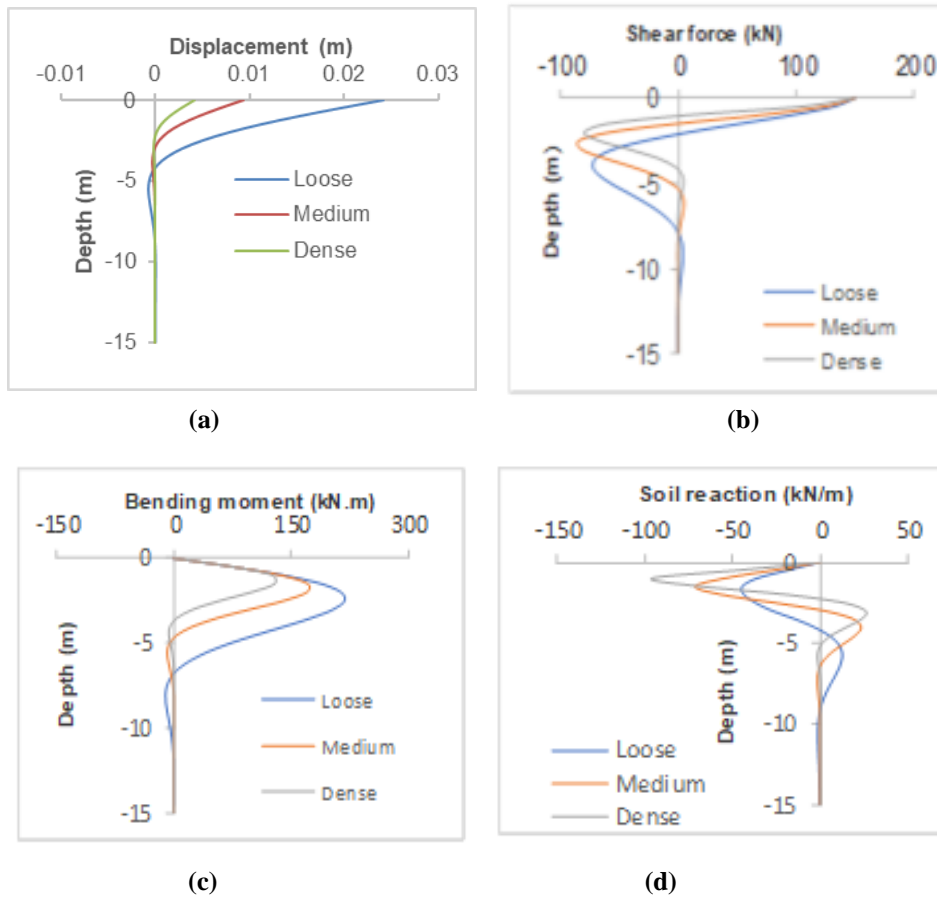 Displacement (m)
-0.01 0 0.01 0.02 0.03
0
-5
-10
-15
Depth (m)
Loose
Medium
Dense
(a)
Shear force (kN)
-100 0 100 200
0
-5
-10
-15
Depth (m)
Loose
Medium
Dense
(b)
Bending moment (kN.m)
-150 0 150 300
0
-5
-10
-15
Depth (m)
Loose
Medium
Dense
(c)
Soil reaction (kN/m)
-150 -100 -50 0 50
0
-5
-10
-15
Depth (m)
Loose
Medium
Dense
(d)